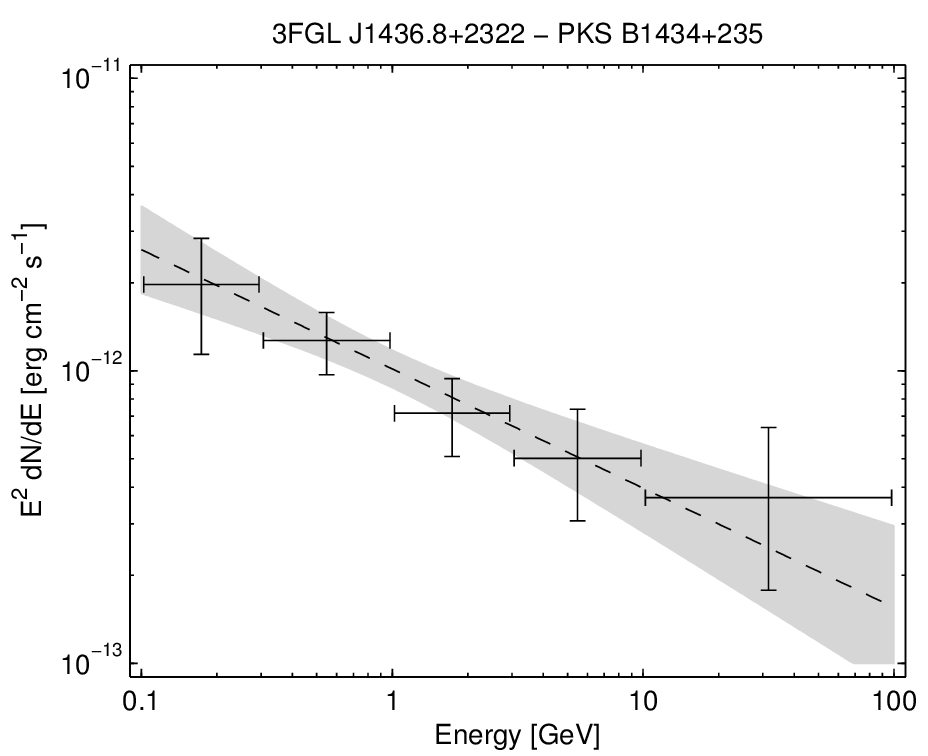 3FGL J1436.8+2322 − PKS B1434+235
10⁻¹¹
10⁻¹²
10⁻¹³
E² dN/dE [erg cm⁻² s⁻¹]
0.1 1 10 100
Energy [GeV]